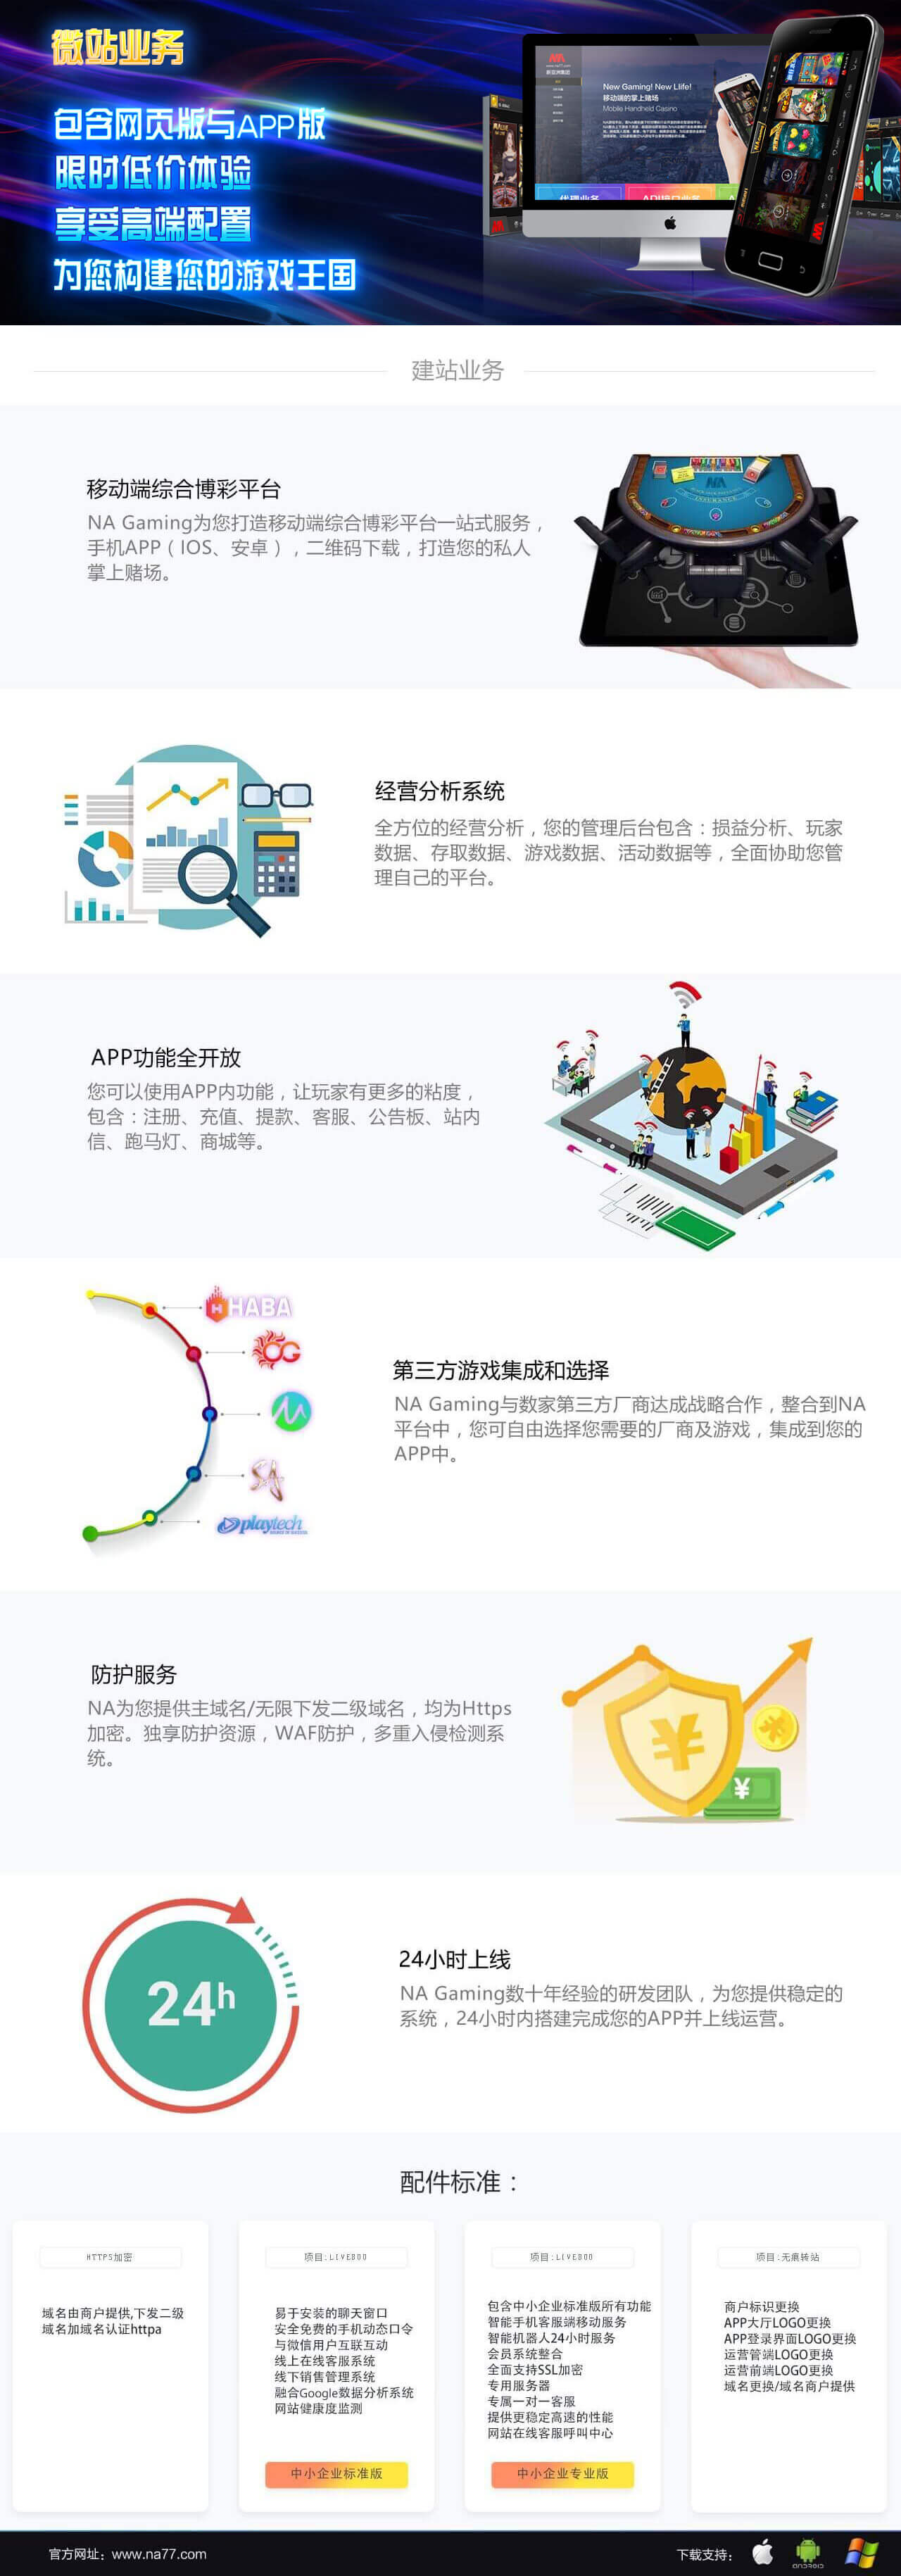 微站业务
包含网页版与APP版
限时低价体验
享受高端配置
为您构建您的游戏王国
NA
New Gaming! New Llife!
移动端的掌上赌场
Mobile Handheld Casino
建站业务
移动端综合博彩平台
NA Gaming为您打造移动端综合博彩平台一站式服务，
手机APP（IOS、安卓），二维码下载，打造您的私人
掌上赌场。
NA
INSURANCE
经营分析系统
全方位的经营分析，您的管理后台包含：损益分析、玩家
数据、存取数据、游戏数据、活动数据等，全面协助您管
理自己的平台。
APP功能全开放
您可以使用APP内功能，让玩家有更多的粘度，
包含：注册、充值、提款、客服、公告板、站内
信、跑马灯、商城等。
HABA
OG
SA
playtech
第三方游戏集成和选择
NA Gaming与数家第三方厂商达成战略合作，整合到NA
平台中，您可自由选择您需要的厂商及游戏，集成到您的
APP中。
防护服务
NA为您提供主域名/无限下发二级域名，均为Https
加密。独享防护资源，WAF防护，多重入侵检测系
统。
¥
¥
24h
24小时上线
NA Gaming数十年经验的研发团队，为您提供稳定的
系统，24小时内搭建完成您的APP并上线运营。
配件标准：
HTTPS加密
域名由商户提供,下发二级
域名加域名认证httpa
项目:LIVE800
易于安装的聊天窗口
安全免费的手机动态口令
与微信用户互联互动
线上在线客服系统
线下销售管理系统
融合Google数据分析系统
网站健康度监测
中小企业标准版
项目:LIVE800
包含中小企业标准版所有功能
智能手机客服端移动服务
智能机器人24小时服务
会员系统整合
全面支持SSL加密
专用服务器
专属一对一客服
提供更稳定高速的性能
网站在线客服呼叫中心
中小企业专业版
项目:无痕转站
商户标识更换
APP大厅LOGO更换
APP登录界面LOGO更换
运营管端LOGO更换
运营前端LOGO更换
域名更换/域名商户提供
官方网址：www.na77.com
下载支持：
ANDROID